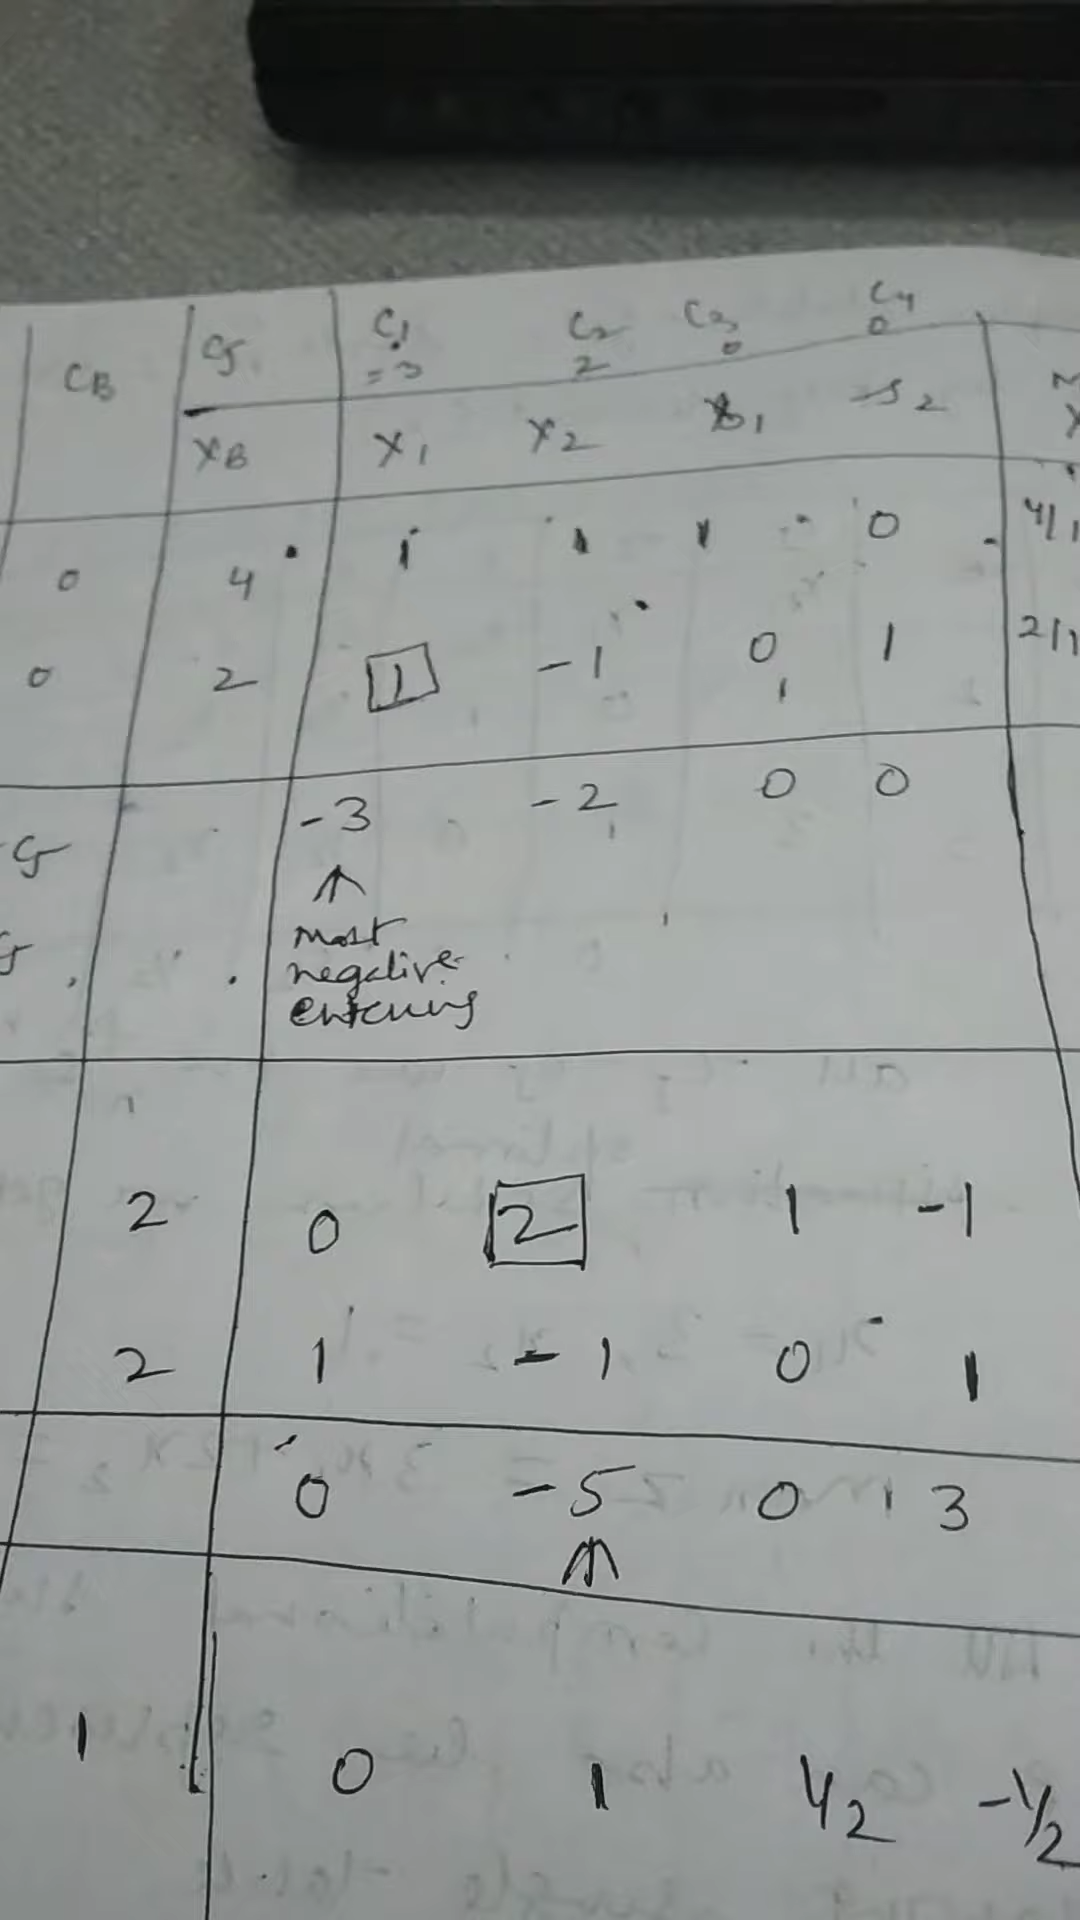 CB Cj C1 C2 C3 C4
= 3 2 0 0
XB X1 X2 s1 s2
0 4 1 1 1 0 4/1
0 2 1 -1 0 1 2/1
-3 -2 0 0
most
negative
entering
2 0 2 1 -1
2 1 -1 0 1
0 -5 0 3
1 0 1 1/2 -1/2